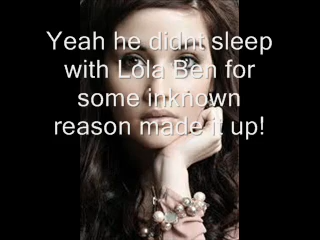 Yeah he didnt sleep
with Lola Ben for
some inknown
reason made it up!